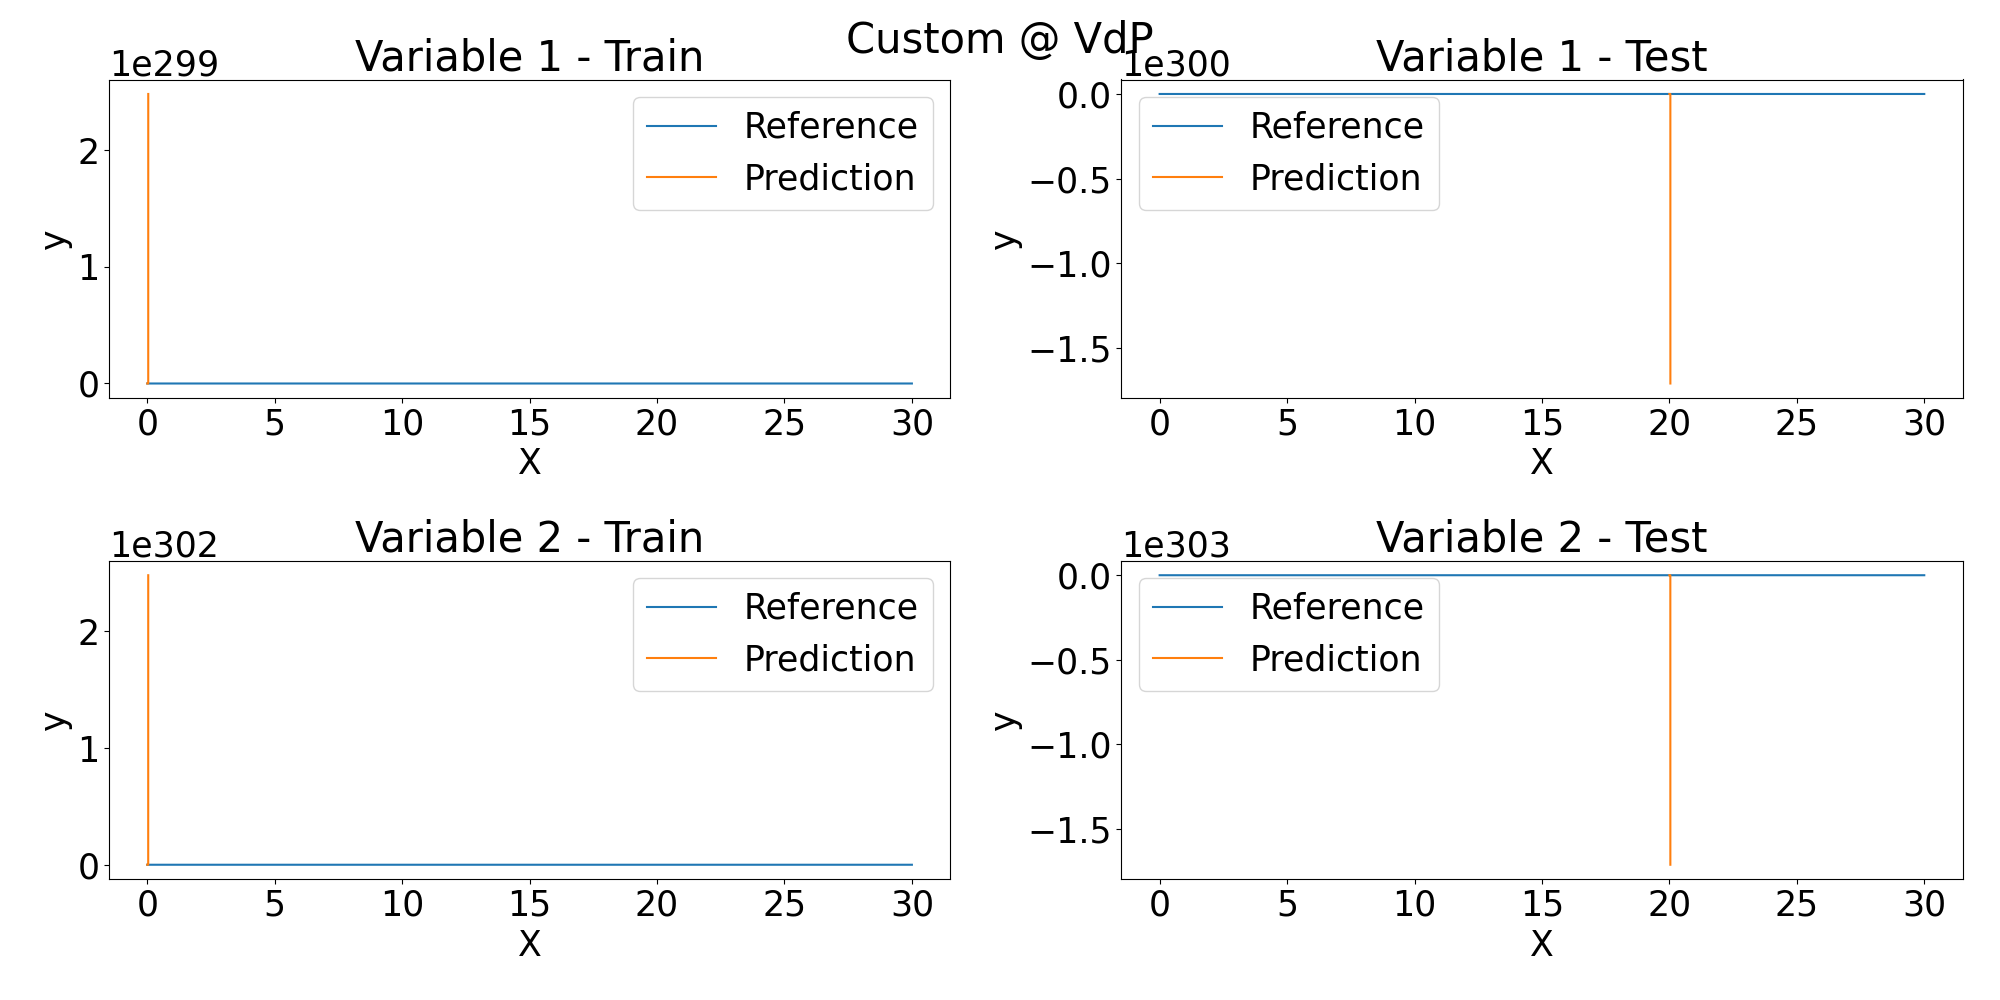 Custom @ VdP
Variable 1 - Train
1e299
2
1
0
y
0 5 10 15 20 25 30
X
Reference
Prediction
Variable 1 - Test
1e300
0.0
−0.5
−1.0
−1.5
y
0 5 10 15 20 25 30
X
Reference
Prediction
Variable 2 - Train
1e302
2
1
0
y
0 5 10 15 20 25 30
X
Reference
Prediction
Variable 2 - Test
1e303
0.0
−0.5
−1.0
−1.5
y
0 5 10 15 20 25 30
X
Reference
Prediction